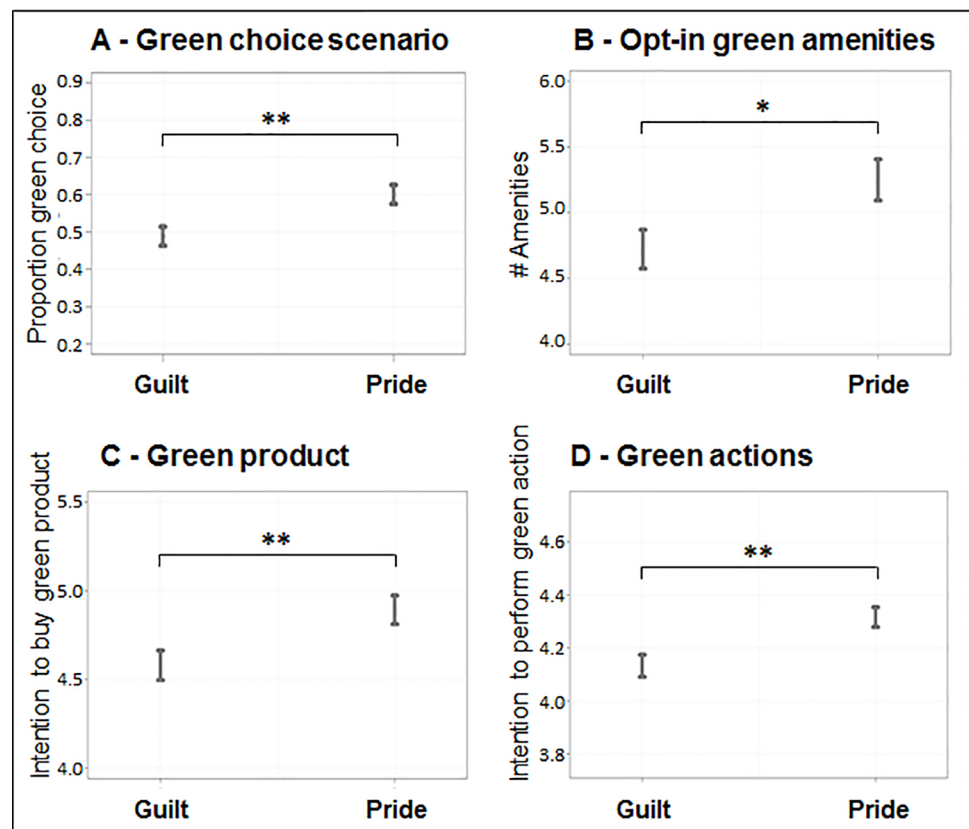 A - Green choice scenario
Proportion green choice
0.9
0.8
0.7
0.6
0.5
0.4
0.3
0.2
**
Guilt Pride
B - Opt-in green amenities
# Amenities
6.0
5.5
5.0
4.5
4.0
*
Guilt Pride
C - Green product
Intention to buy green product
5.5
5.0
4.5
4.0
**
Guilt Pride
D - Green actions
Intention to perform green action
4.6
4.4
4.2
4.0
3.8
**
Guilt Pride